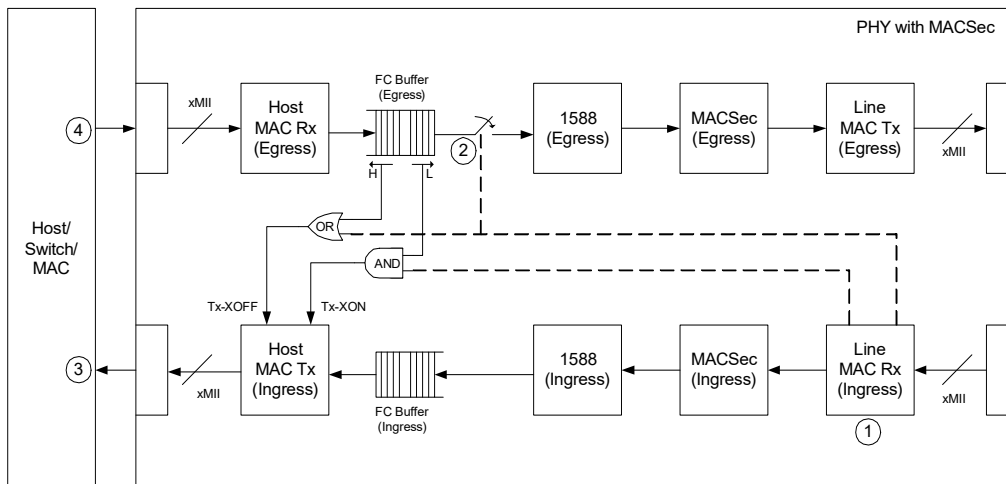 PHY with MACSec
FC Buffer
(Egress)
xMII
Host
MAC Rx
(Egress)
1588
(Egress)
MACSec
(Egress)
Line
MAC Tx
(Egress)
xMII
4
2
H
L
OR
AND
Host/
Switch/
MAC
Tx-XOFF
Tx-XON
3
xMII
Host
MAC Tx
(Ingress)
FC Buffer
(Ingress)
1588
(Ingress)
MACSec
(Ingress)
Line
MAC Rx
(Ingress)
xMII
1